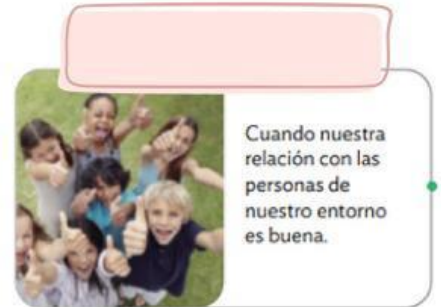 Cuando nuestra
relación con las
personas de
nuestro entorno
es buena.